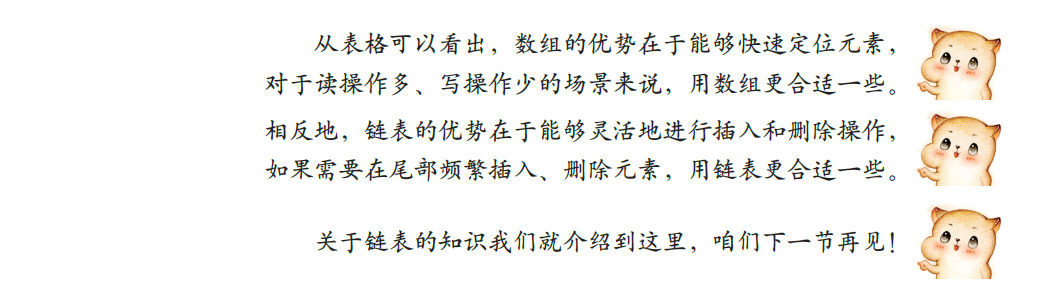 从表格可以看出，数组的优势在于能够快速定位元素，
对于读操作多、写操作少的场景来说，用数组更合适一些。
相反地，链表的优势在于能够灵活地进行插入和删除操作，
如果需要在尾部频繁插入、删除元素，用链表更合适一些。
关于链表的知识我们就介绍到这里，咱们下一节再见！